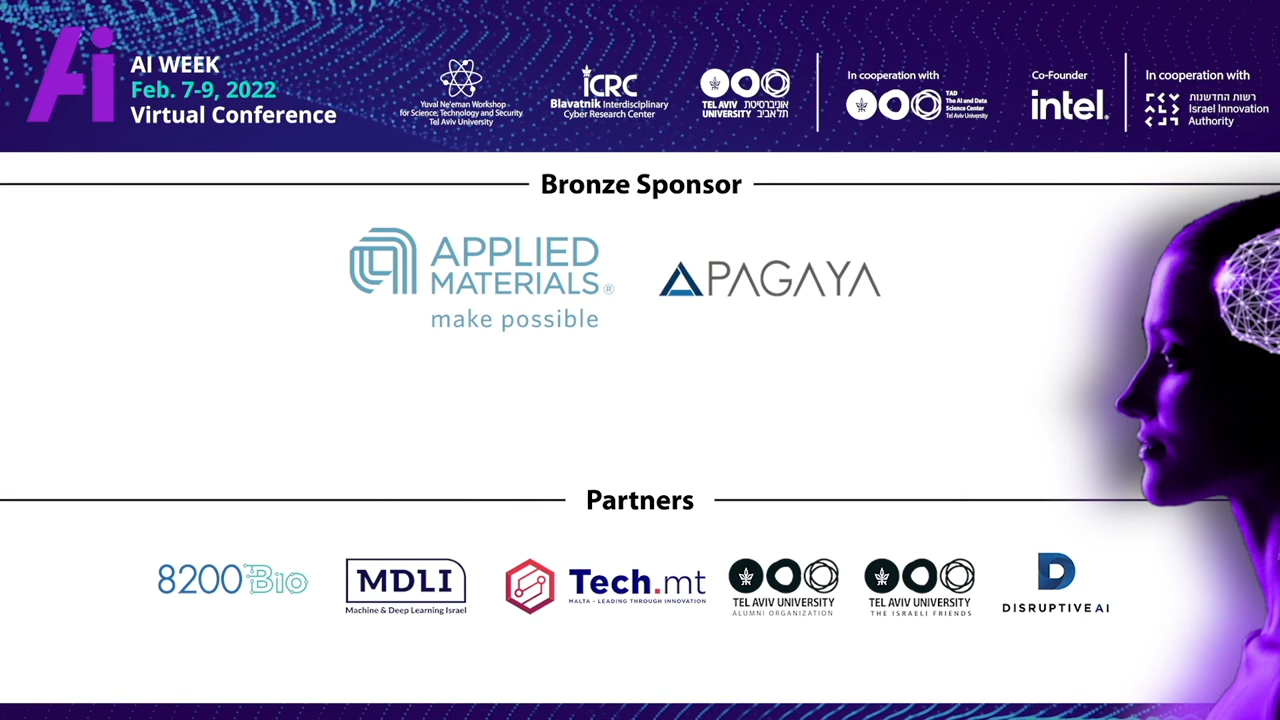 Ai
AI WEEK
Feb. 7-9, 2022
Virtual Conference
Yuval Ne'eman Workshop
for Science, Technology and Security
Tel Aviv University
iCRC
Blavatnik Interdisciplinary
Cyber Research Center
TEL AVIV אוניברסיטת
UNIVERSITY תל אביב
In cooperation with
TAD
The AI and Data
Science Center
Tel Aviv University
Co-Founder
intel.
In cooperation with
רשות החדשנות
Israel Innovation
Authority
Bronze Sponsor
APPLIED
MATERIALS®
make possible
PAGAYA
Partners
8200Bio
MDLI
Machine & Deep Learning Israel
Tech.mt
MALTA - LEADING THROUGH INNOVATION
TEL AVIV UNIVERSITY
ALUMNI ORGANIZATION
TEL AVIV UNIVERSITY
THE ISRAELI FRIENDS
D
DISRUPTIVE AI